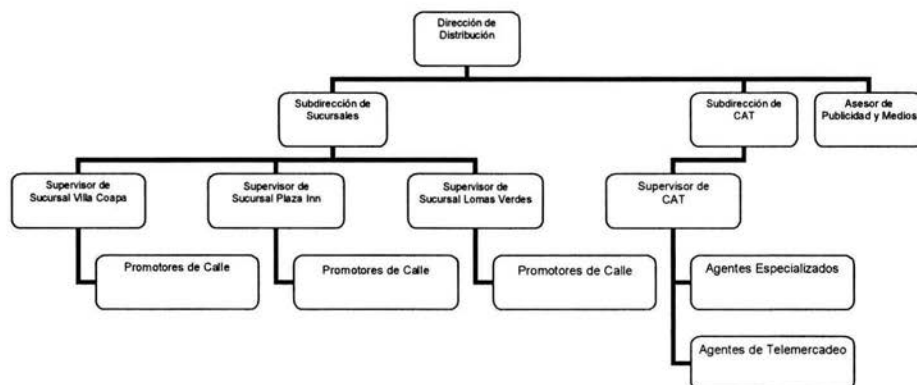 Dirección de
Distribución
Subdirección de
Sucursales
Subdirección de
CAT
Asesor de
Publicidad y Medios
Supervisor de
Sucursal Villa Coapa
Supervisor de
Sucursal Plaza Inn
Supervisor de
Sucursal Lomas Verdes
Supervisor de
CAT
Promotores de Calle
Promotores de Calle
Promotores de Calle
Agentes Especializados
Agentes de Telemercadeo